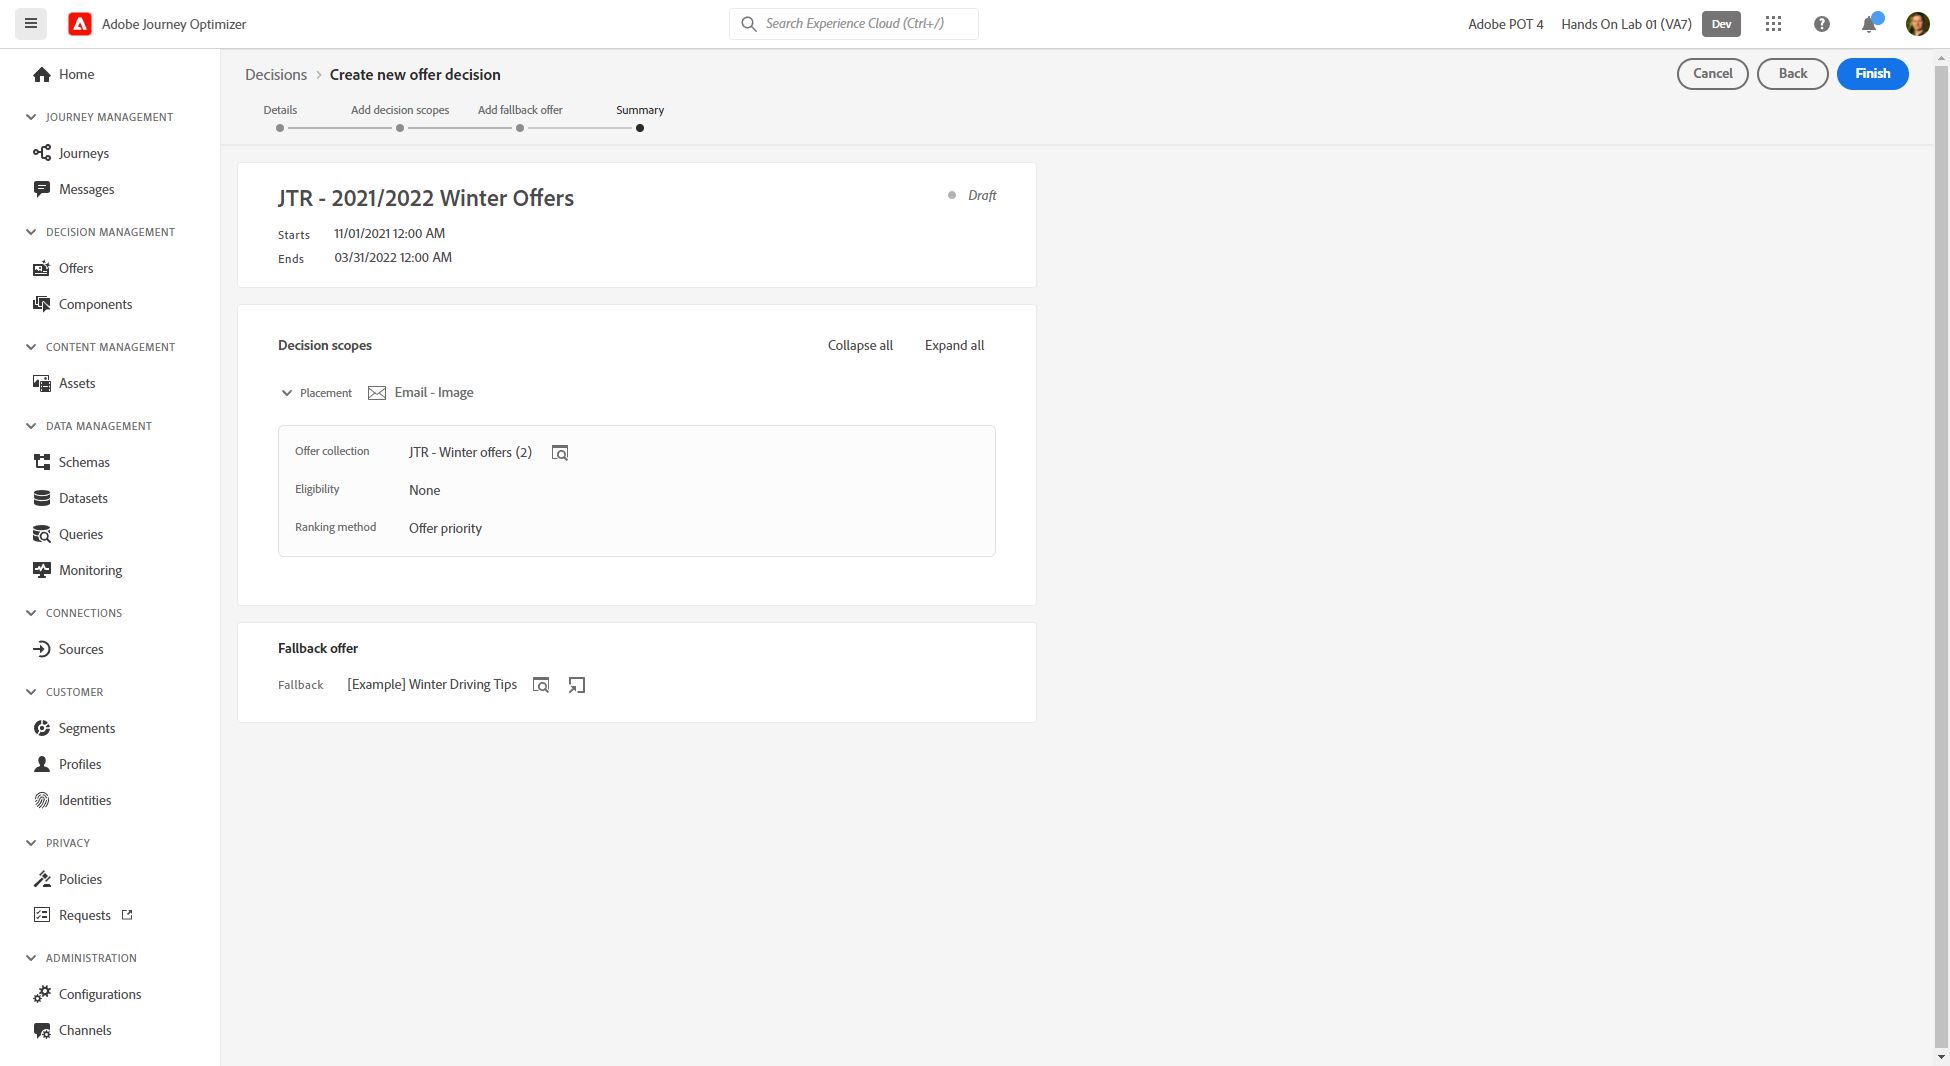 Adobe Journey Optimizer
Search Experience Cloud (Ctrl+/)
Adobe POT 4
Hands On Lab 01 (VA7)
Dev
Home
JOURNEY MANAGEMENT
Journeys
Messages
DECISION MANAGEMENT
Offers
Components
CONTENT MANAGEMENT
Assets
DATA MANAGEMENT
Schemas
Datasets
Queries
Monitoring
CONNECTIONS
Sources
CUSTOMER
Segments
Profiles
Identities
PRIVACY
Policies
Requests
ADMINISTRATION
Configurations
Channels
Decisions > Create new offer decision
Cancel
Back
Finish
Details
Add decision scopes
Add fallback offer
Summary
JTR - 2021/2022 Winter Offers
Draft
Starts 11/01/2021 12:00 AM
Ends 03/31/2022 12:00 AM
Decision scopes
Collapse all
Expand all
Placement Email - Image
Offer collection JTR - Winter offers (2)
Eligibility None
Ranking method Offer priority
Fallback offer
Fallback [Example] Winter Driving Tips